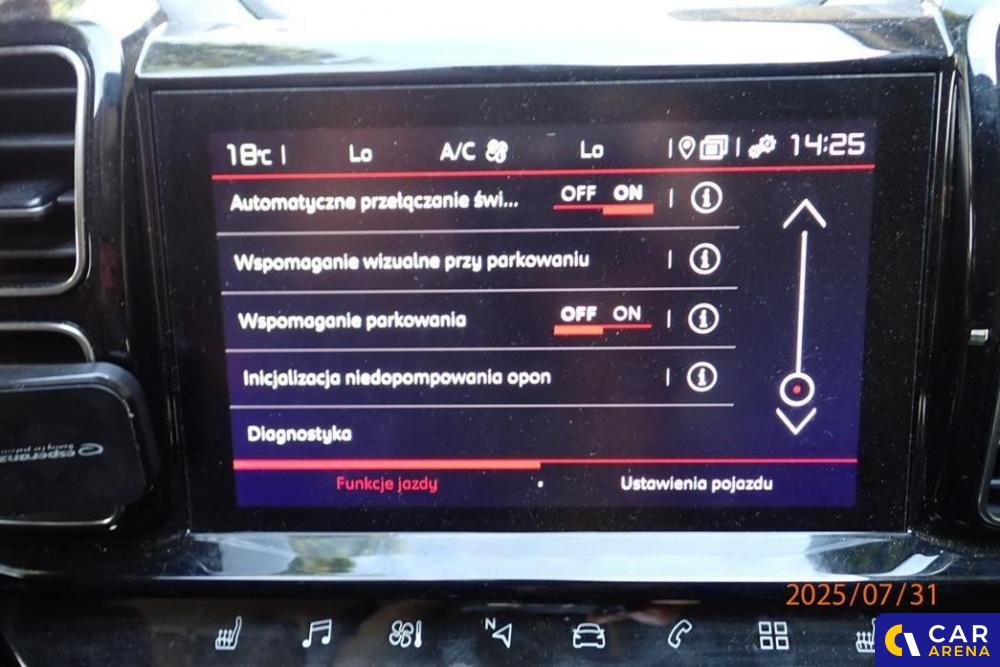 18°C Lo A/C Lo 14:25
Automatyczne przełączanie świ... OFF ON
Wspomaganie wizualne przy parkowaniu
Wspomaganie parkowania OFF ON
Inicjalizacja niedopompowania opon
Diagnostyka
Funkcje jazdy Ustawienia pojazdu
esperanza
2025/07/31
N
CAR
ARENA